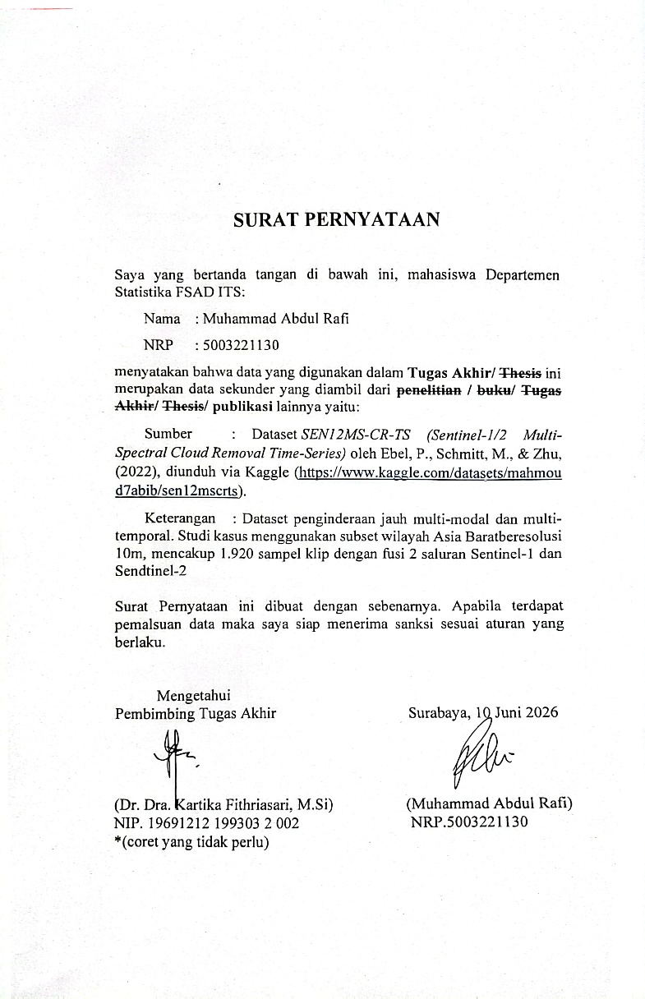 SURAT PERNYATAAN
Saya yang bertanda tangan di bawah ini, mahasiswa Departemen
Statistika FSAD ITS:
Nama : Muhammad Abdul Rafi
NRP : 5003221130
menyatakan bahwa data yang digunakan dalam Tugas Akhir/ Thesis ini
merupakan data sekunder yang diambil dari penelitian / buku/ Tugas
Akhir/ Thesis/ publikasi lainnya yaitu:
Sumber : Dataset SEN12MS-CR-TS (Sentinel-1/2 Multi-
Spectral Cloud Removal Time-Series) oleh Ebel, P., Schmitt, M., & Zhu,
(2022), diunduh via Kaggle (https://www.kaggle.com/datasets/mahmou
d7abib/sen12mscrts).
Keterangan : Dataset penginderaan jauh multi-modal dan multi-
temporal. Studi kasus menggunakan subset wilayah Asia Baratberesolusi
10m, mencakup 1.920 sampel klip dengan fusi 2 saluran Sentinel-1 dan
Sendtinel-2
Surat Pernyataan ini dibuat dengan sebenarnya. Apabila terdapat
pemalsuan data maka saya siap menerima sanksi sesuai aturan yang
berlaku.
Mengetahui
Pembimbing Tugas Akhir
Surabaya, 10 Juni 2026
(Dr. Dra. Kartika Fithriasari, M.Si)
(Muhammad Abdul Rafi)
NIP. 19691212 199303 2 002
NRP.5003221130
*(coret yang tidak perlu)